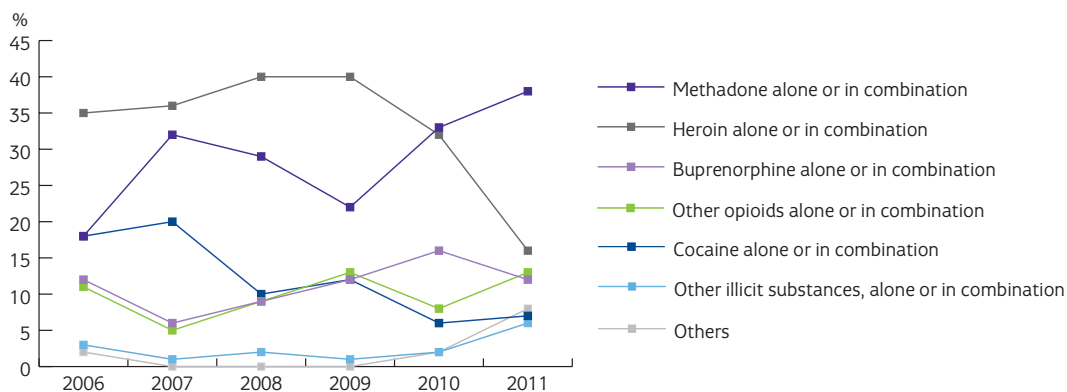 %
45
40
35
30
25
20
15
10
5
0
2006 2007 2008 2009 2010 2011
Methadone alone or in combination
Heroin alone or in combination
Buprenorphine alone or in combination
Other opioids alone or in combination
Cocaine alone or in combination
Other illicit substances, alone or in combination
Others